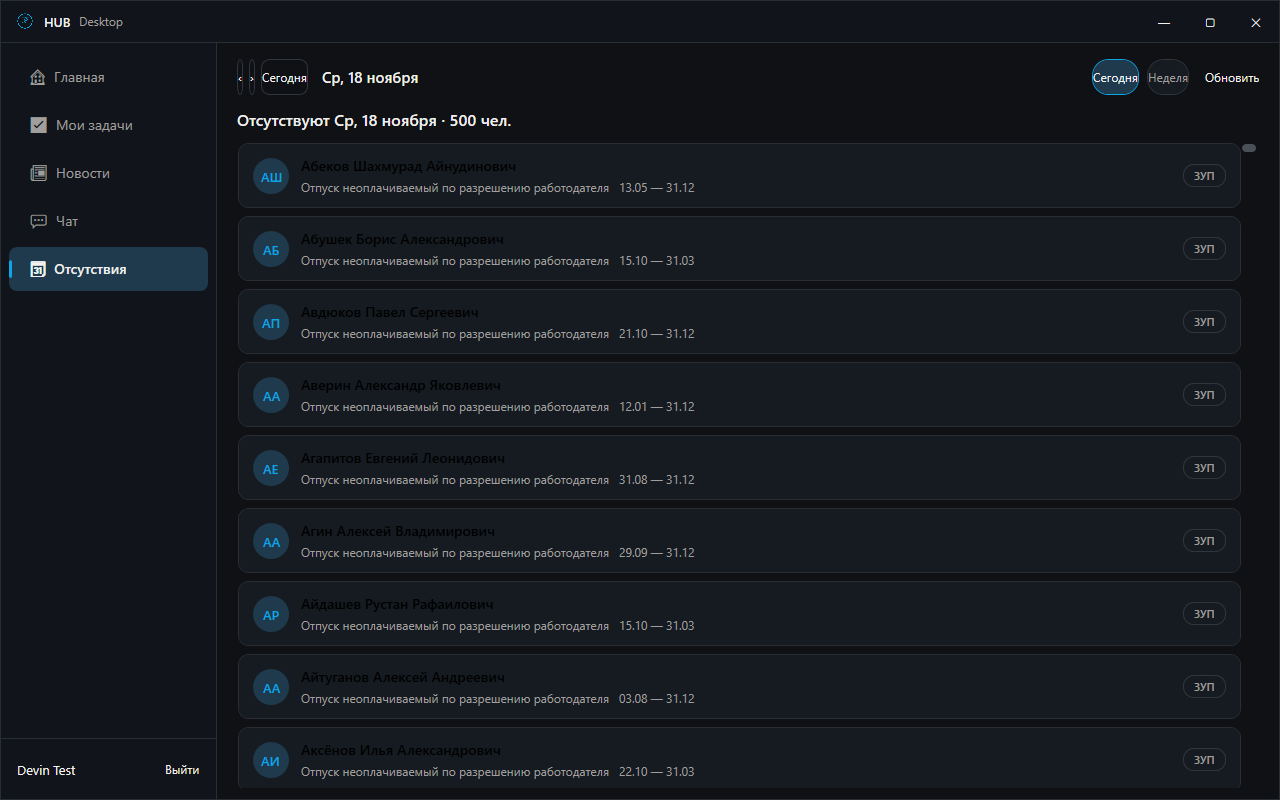 HUB Desktop
Главная
Мои задачи
Новости
Чат
31 Отсутствия
Devin Test Выйти
‹ › Сегодня Ср, 18 ноября Сегодня Неделя Обновить
Отсутствуют Ср, 18 ноября · 500 чел.
АШ Абеков Шахмурад Айнудинович
Отпуск неоплачиваемый по разрешению работодателя 13.05 — 31.12 ЗУП
АБ Абушек Борис Александрович
Отпуск неоплачиваемый по разрешению работодателя 15.10 — 31.03 ЗУП
АП Авдюков Павел Сергеевич
Отпуск неоплачиваемый по разрешению работодателя 21.10 — 31.12 ЗУП
АА Аверин Александр Яковлевич
Отпуск неоплачиваемый по разрешению работодателя 12.01 — 31.12 ЗУП
АЕ Агапитов Евгений Леонидович
Отпуск неоплачиваемый по разрешению работодателя 31.08 — 31.12 ЗУП
АА Агин Алексей Владимирович
Отпуск неоплачиваемый по разрешению работодателя 29.09 — 31.12 ЗУП
АР Айдашев Рустан Рафаилович
Отпуск неоплачиваемый по разрешению работодателя 15.10 — 31.03 ЗУП
АА Айтуганов Алексей Андреевич
Отпуск неоплачиваемый по разрешению работодателя 03.08 — 31.12 ЗУП
АИ Аксёнов Илья Александрович
Отпуск неоплачиваемый по разрешению работодателя 22.10 — 31.03 ЗУП